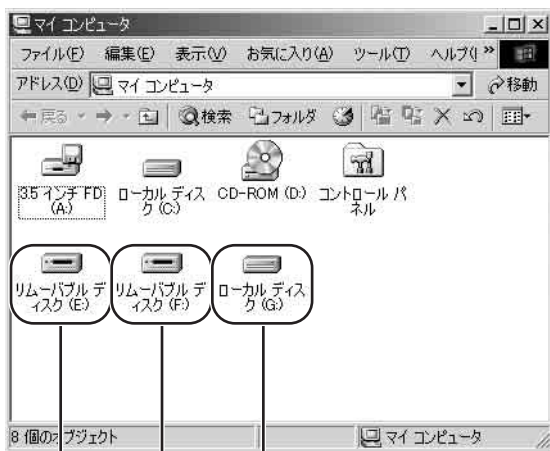 マイ コンピュータ
ファイル(F) 編集(E) 表示(V) お気に入り(A) ツール(T) ヘルプ( »
アドレス(D) マイ コンピュータ 移動
戻る 検索 フォルダ
3.5 インチ FD
(A:)
ローカル ディス
ク (C:)
CD-ROM (D:)
コントロール パ
ネル
リムーバブル デ
ィスク (E:)
リムーバブル デ
ィスク (F:)
ローカル ディス
ク (G:)
8 個のオブジェクト マイ コンピュータ